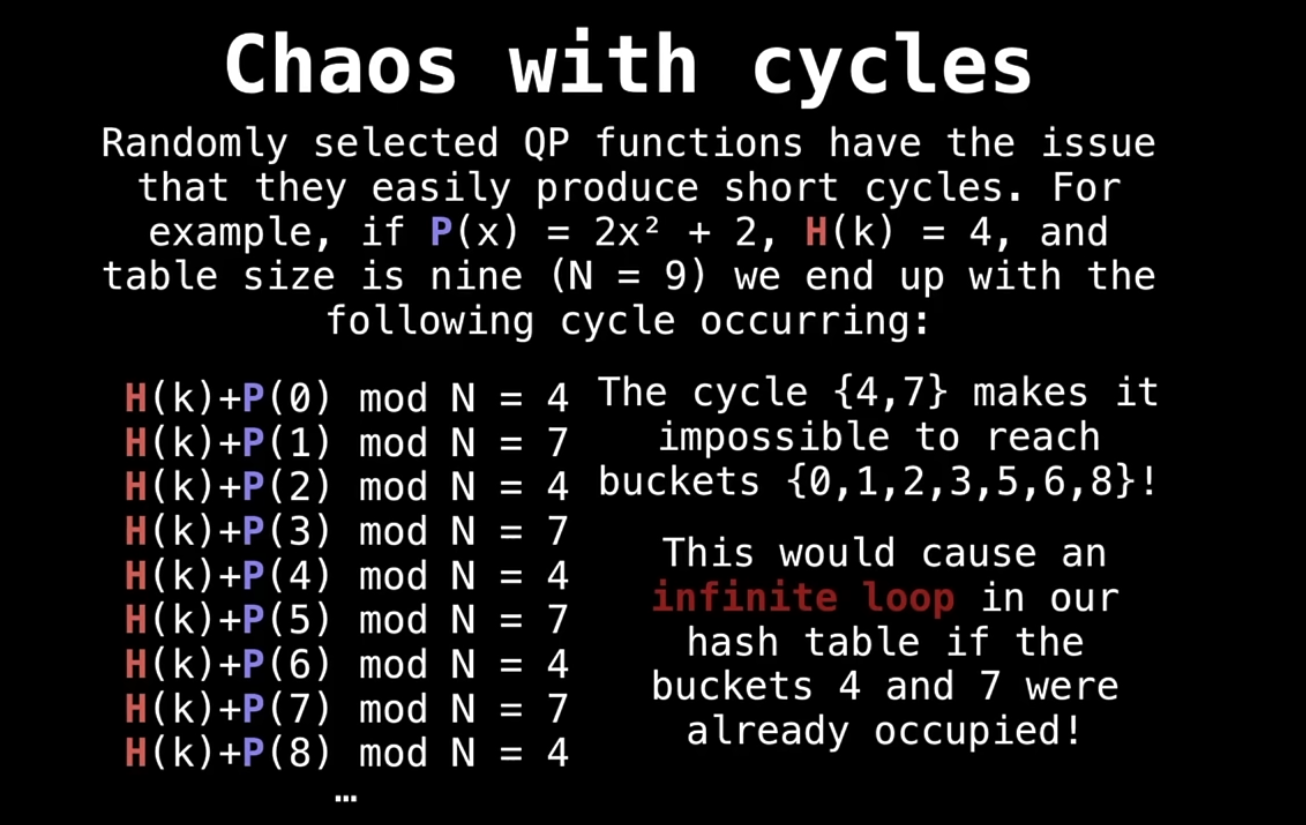 Chaos with cycles
Randomly selected QP functions have the issue
that they easily produce short cycles. For
example, if P(x) = 2x² + 2, H(k) = 4, and
table size is nine (N = 9) we end up with the
following cycle occurring:
H(k)+P(0) mod N = 4
H(k)+P(1) mod N = 7
H(k)+P(2) mod N = 4
H(k)+P(3) mod N = 7
H(k)+P(4) mod N = 4
H(k)+P(5) mod N = 7
H(k)+P(6) mod N = 4
H(k)+P(7) mod N = 7
H(k)+P(8) mod N = 4
…
The cycle {4,7} makes it
impossible to reach
buckets {0,1,2,3,5,6,8}!
This would cause an
infinite loop in our
hash table if the
buckets 4 and 7 were
already occupied!